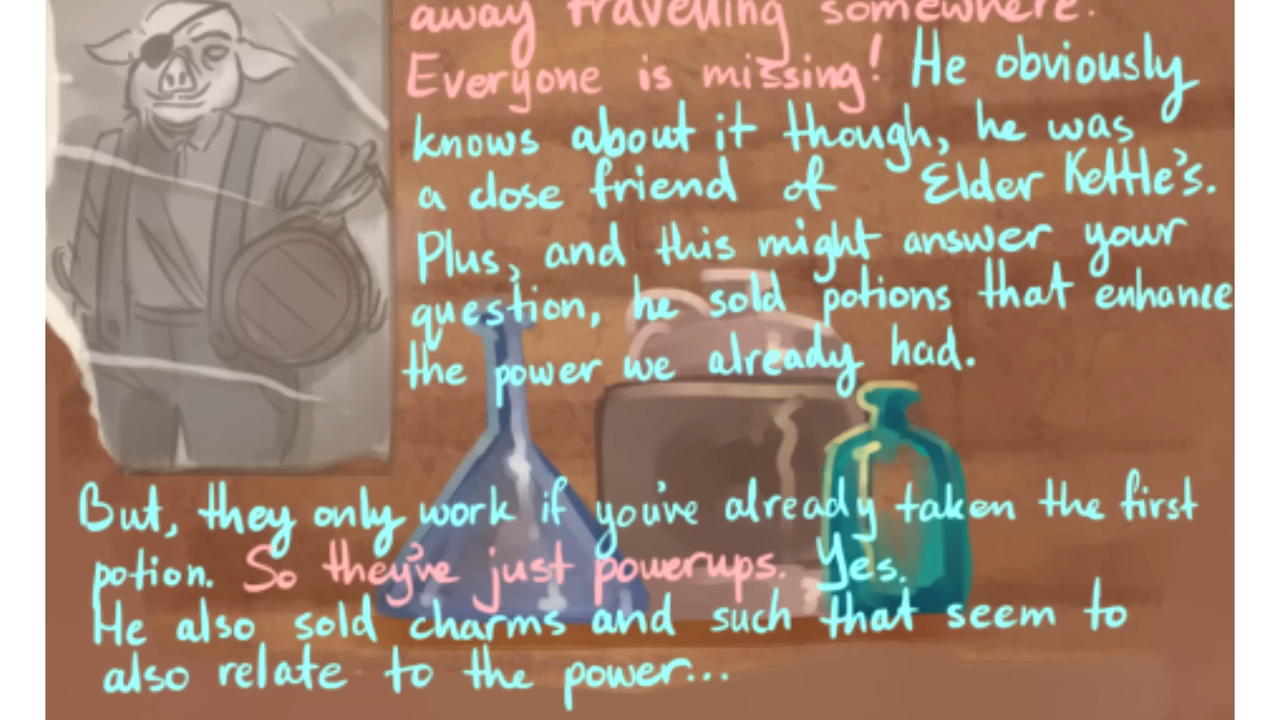 away travelling somewhere.
Everyone is missing! He obviously
knows about it though, he was
a close friend of Elder Kettle's.
Plus, and this might answer your
question, he sold potions that enhance
the power we already had.
But, they only work if you've already taken the first
potion. So they've just powerups. Yes.
He also sold charms and such that seem to
also relate to the power...